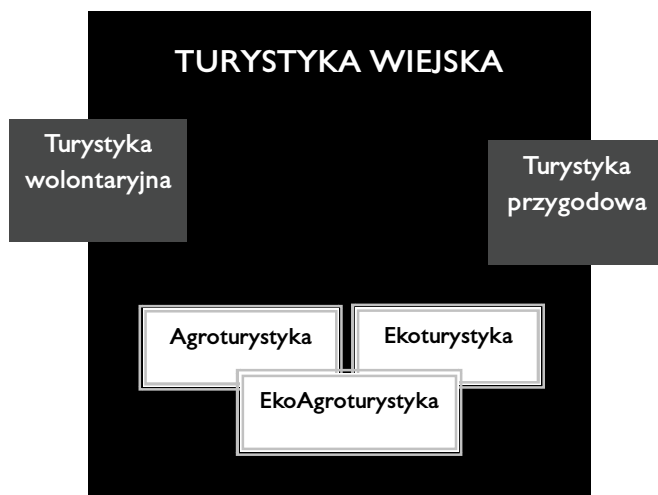 TURYSTYKA WIEJSKA
Turystyka
wolontaryjna
Turystyka
przygodowa
Agroturystyka
Ekoturystyka
EkoAgroturystyka